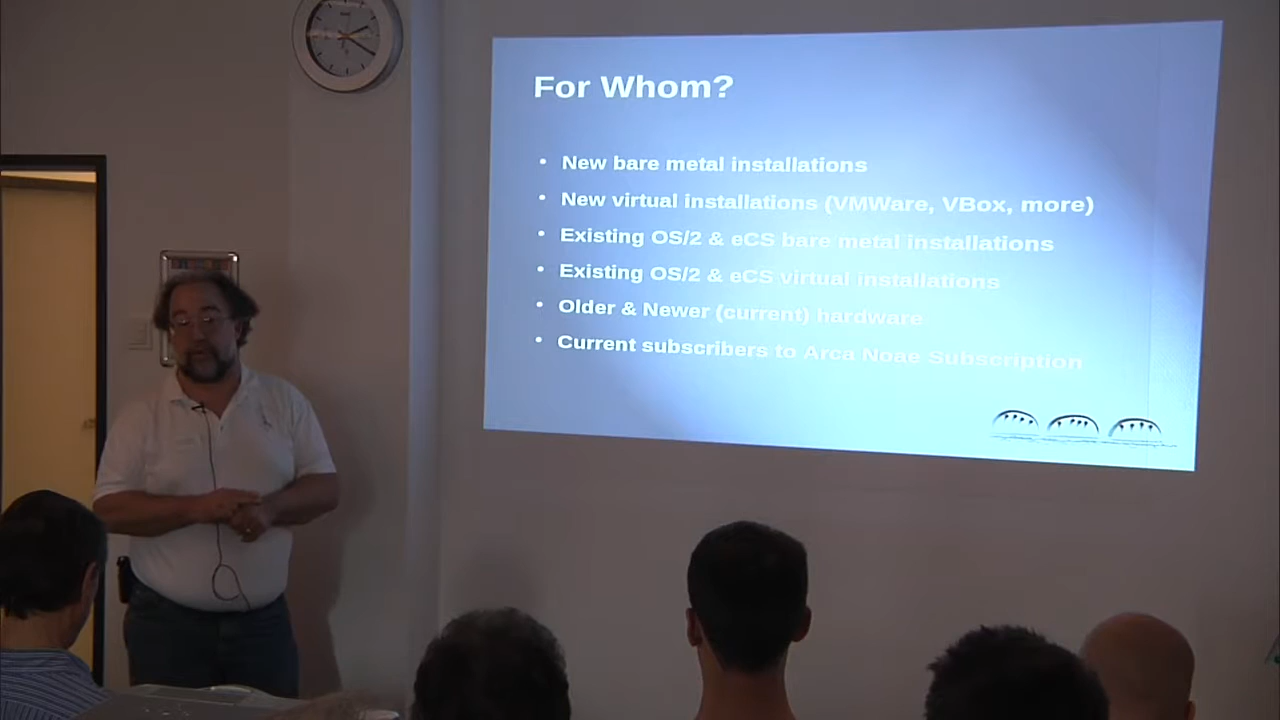 For Whom?
• New bare metal installations
• New virtual installations (VMWare, VBox, more)
• Existing OS/2 & eCS bare metal installations
• Existing OS/2 & eCS virtual installations
• Older & Newer (current) hardware
• Current subscribers to Arca Noae Subscription